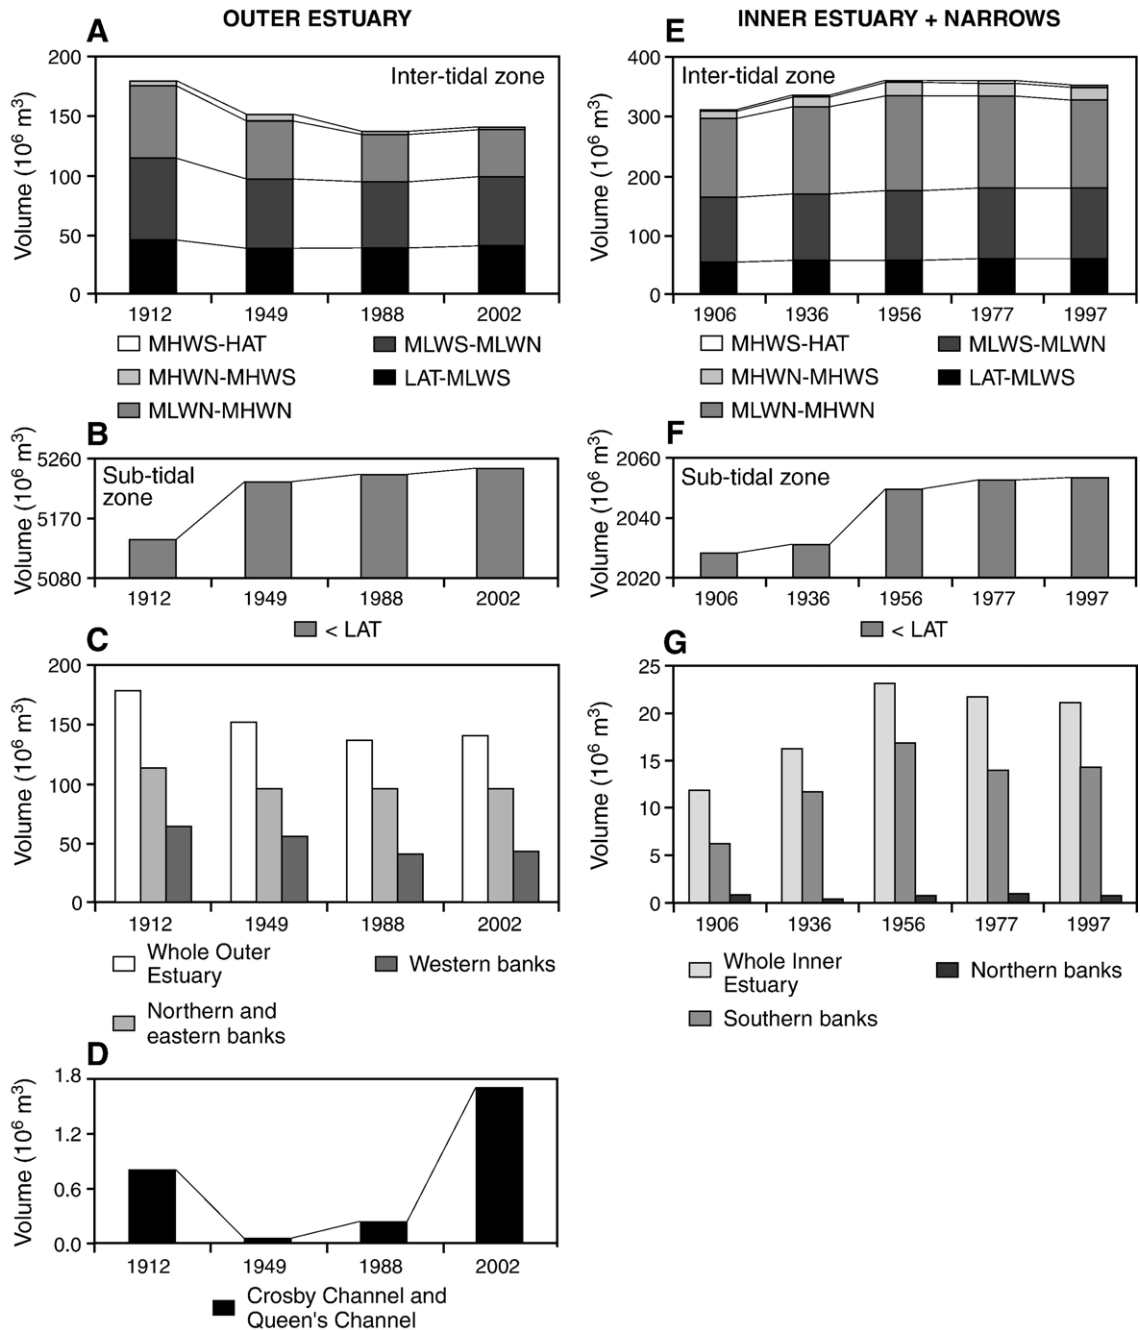 OUTER ESTUARY
INNER ESTUARY + NARROWS
A
Inter-tidal zone
Volume (10⁶ m³)
200
150
100
50
0
1912 1949 1988 2002
MHWS-HAT
MHWN-MHWS
MLWN-MHWN
MLWS-MLWN
LAT-MLWS
B
Sub-tidal
zone
Volume (10⁶ m³)
5260
5170
5080
1912 1949 1988 2002
< LAT
C
Volume (10⁶ m³)
200
150
100
50
0
1912 1949 1988 2002
Whole Outer
Estuary
Northern and
eastern banks
Western banks
D
Volume (10⁶ m³)
1.8
1.2
0.6
0.0
1912 1949 1988 2002
Crosby Channel and
Queen's Channel
E
Inter-tidal zone
Volume (10⁶ m³)
400
300
200
100
0
1906 1936 1956 1977 1997
MHWS-HAT
MHWN-MHWS
MLWN-MHWN
MLWS-MLWN
LAT-MLWS
F
Sub-tidal zone
Volume (10⁶ m³)
2060
2040
2020
1906 1936 1956 1977 1997
< LAT
G
Volume (10⁶ m³)
25
20
15
10
5
0
1906 1936 1956 1977 1997
Whole Inner
Estuary
Southern banks
Northern banks